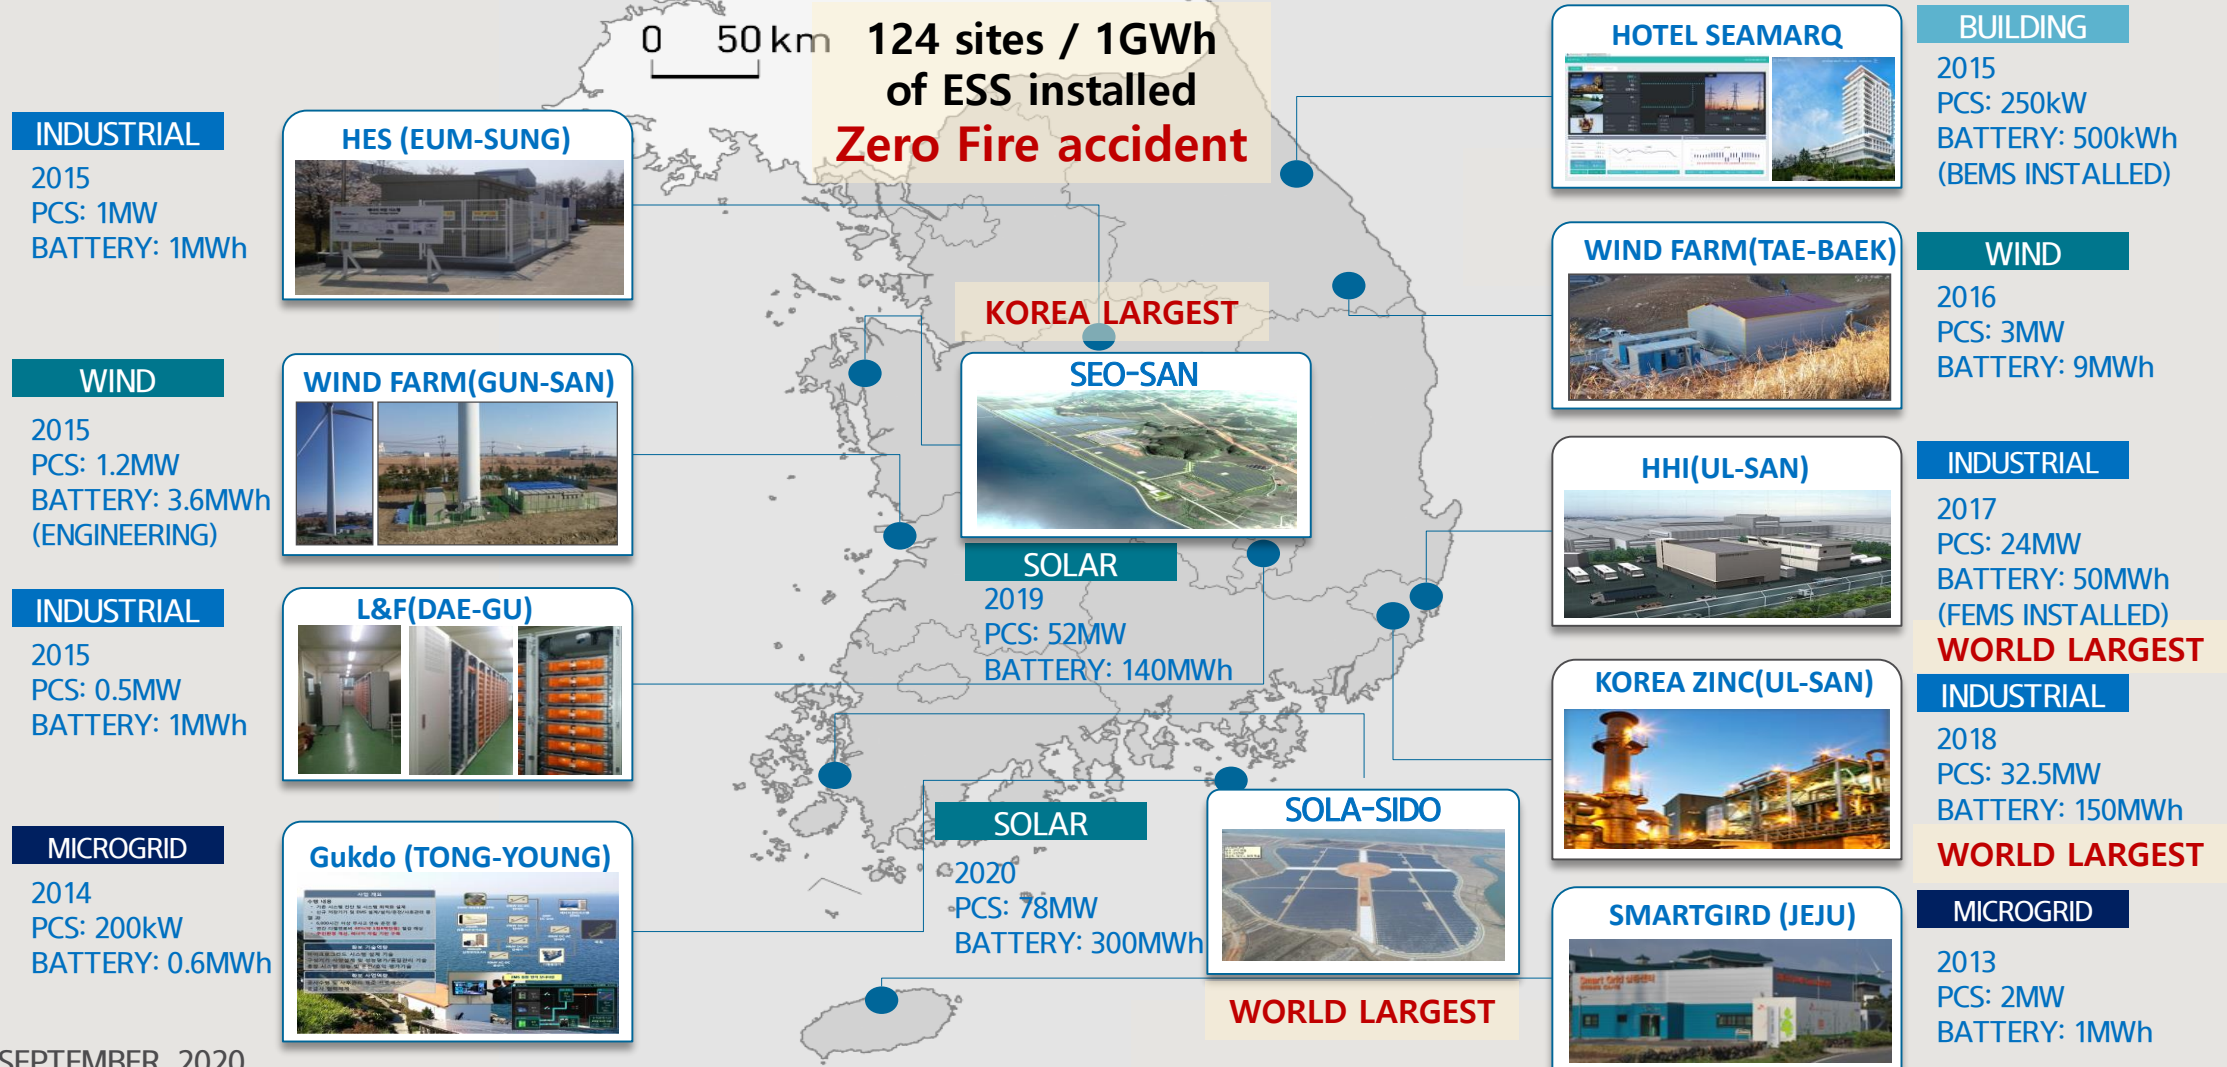 0 50 km
124 sites / 1GWh
of ESS installed
Zero Fire accident
INDUSTRIAL
2015
PCS: 1MW
BATTERY: 1MWh
HES (EUM-SUNG)
WIND
2015
PCS: 1.2MW
BATTERY: 3.6MWh
(ENGINEERING)
WIND FARM(GUN-SAN)
INDUSTRIAL
2015
PCS: 0.5MW
BATTERY: 1MWh
L&F(DAE-GU)
MICROGRID
2014
PCS: 200kW
BATTERY: 0.6MWh
Gukdo (TONG-YOUNG)
사업 개요
KOREA LARGEST
SEO-SAN
SOLAR
2019
PCS: 52MW
BATTERY: 140MWh
SOLAR
2020
PCS: 78MW
BATTERY: 300MWh
SOLA-SIDO
WORLD LARGEST
HOTEL SEAMARQ
BUILDING
2015
PCS: 250kW
BATTERY: 500kWh
(BEMS INSTALLED)
WIND FARM(TAE-BAEK)
WIND
2016
PCS: 3MW
BATTERY: 9MWh
HHI(UL-SAN)
INDUSTRIAL
2017
PCS: 24MW
BATTERY: 50MWh
(FEMS INSTALLED)
WORLD LARGEST
KOREA ZINC(UL-SAN)
INDUSTRIAL
2018
PCS: 32.5MW
BATTERY: 150MWh
WORLD LARGEST
SMARTGIRD (JEJU)
Smart Grid
MICROGRID
2013
PCS: 2MW
BATTERY: 1MWh
SEPTEMBER 2020